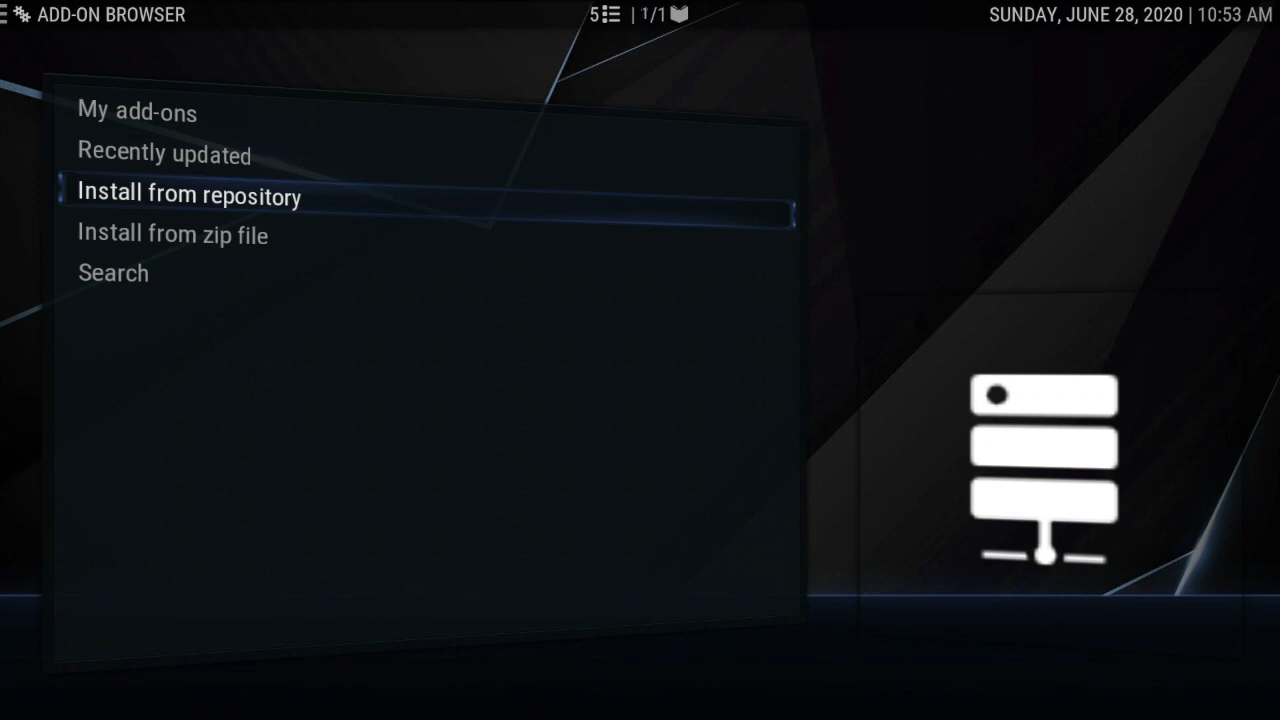 ADD-ON BROWSER
5 | 1/1
SUNDAY, JUNE 28, 2020 | 10:53 AM
My add-ons
Recently updated
Install from repository
Install from zip file
Search